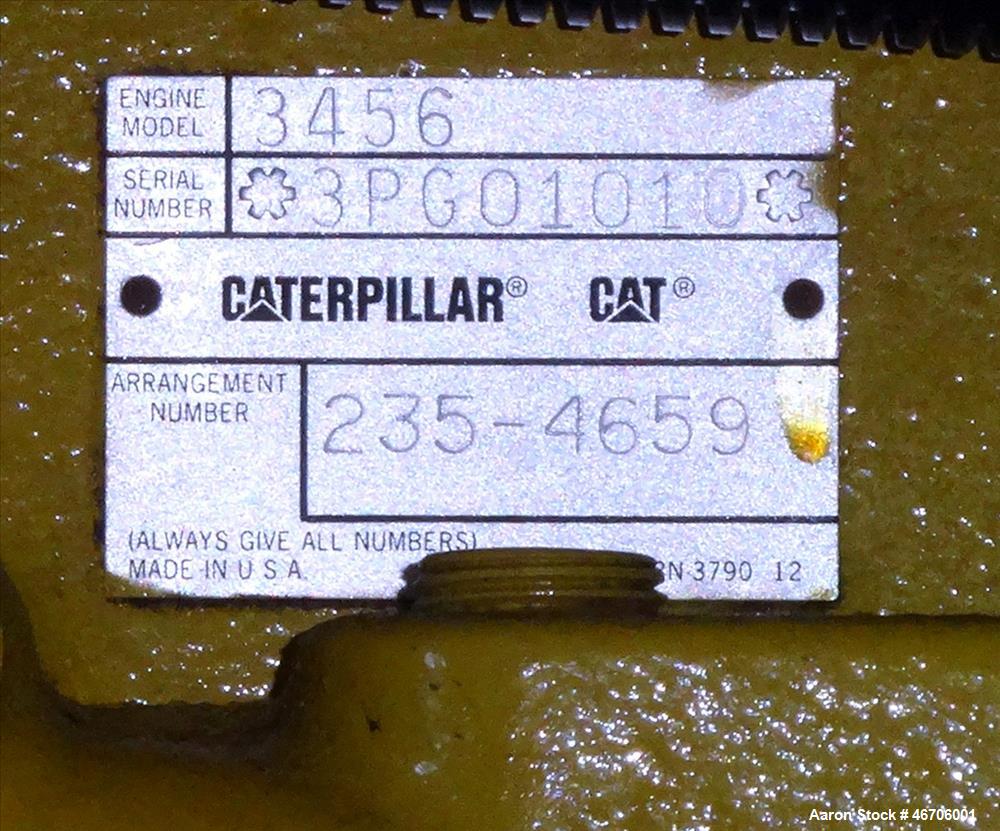 ENGINE MODEL 3456
SERIAL NUMBER 3PG01010
CATERPILLAR® CAT®
ARRANGEMENT NUMBER 235-4659
(ALWAYS GIVE ALL NUMBERS)
MADE IN U S A. N-3790 12
Aaron Stock # 46706001